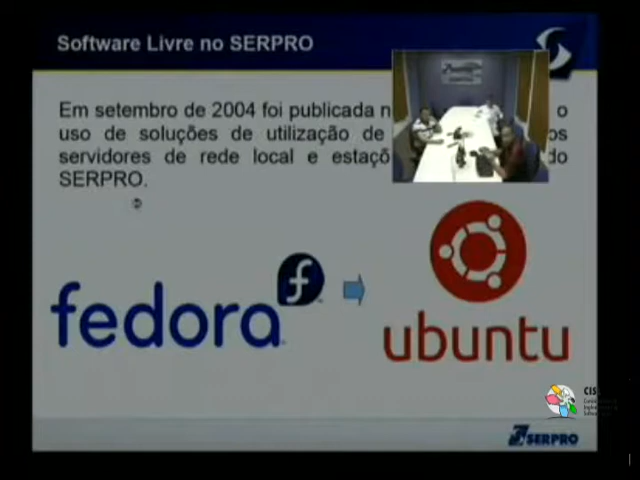 Software Livre no SERPRO
Em setembro de 2004 foi publicada n o
uso de soluções de utilização de os
servidores de rede local e estaçõ do
SERPRO.
fedora
ubuntu
CIS
SERPRO